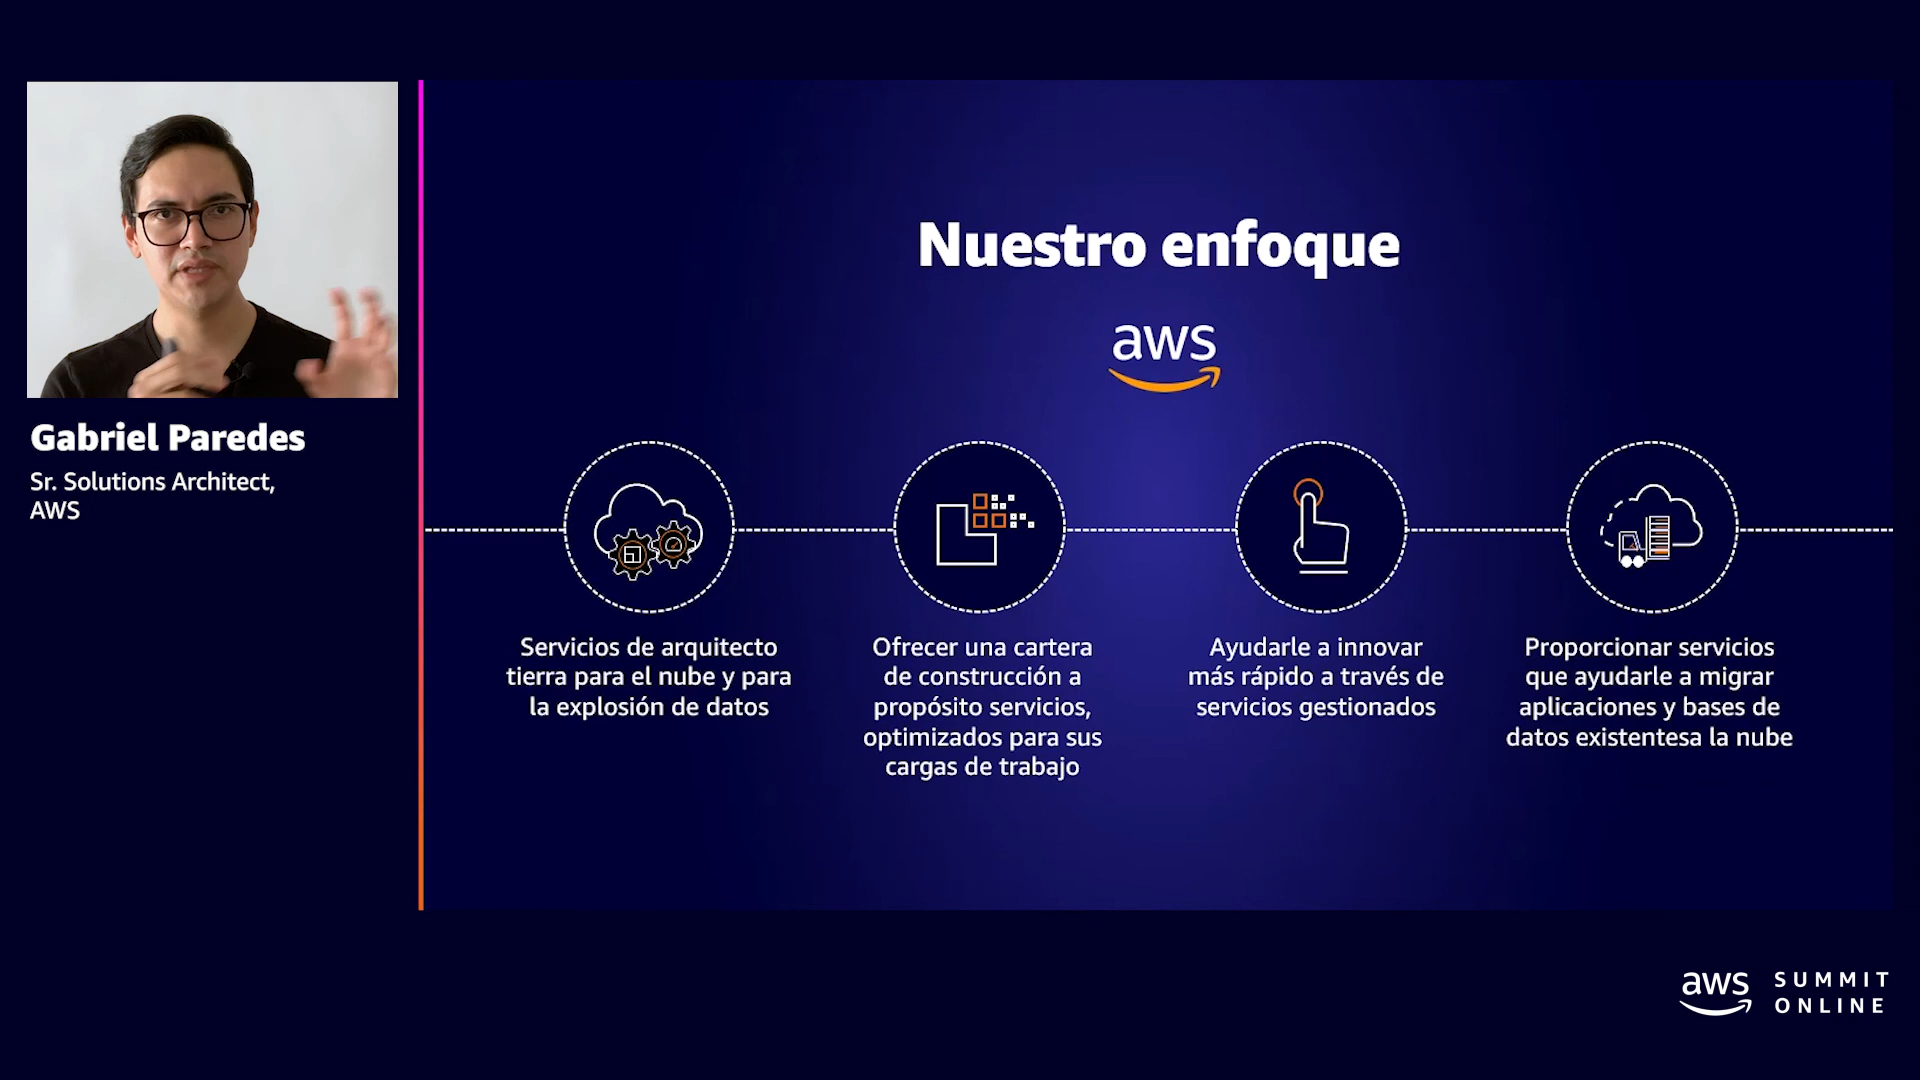 Gabriel Paredes
Sr. Solutions Architect,
AWS
Nuestro enfoque
aws
Servicios de arquitecto
tierra para el nube y para
la explosión de datos
Ofrecer una cartera
de construcción a
propósito servicios,
optimizados para sus
cargas de trabajo
Ayudarle a innovar
más rápido a través de
servicios gestionados
Proporcionar servicios
que ayudarle a migrar
aplicaciones y bases de
datos existentesa la nube
aws SUMMIT
ONLINE